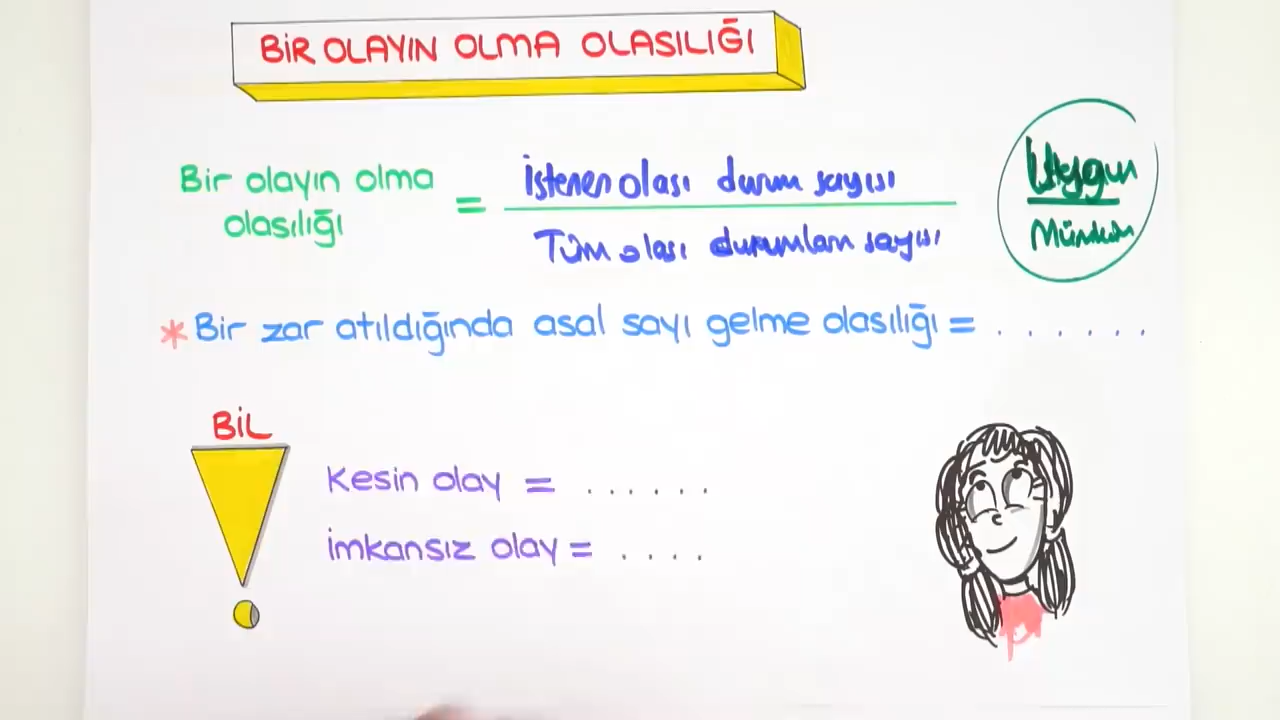 BİR OLAYIN OLMA OLASILIĞI
Bir olayın olma
olasılığı
=
İstenen olası durum sayısı
Tüm olası durumların sayısı
Uygun
Mümkün
* Bir zar atıldığında asal sayı gelme olasılığı = . . . . . .
BİL
Kesin olay = . . . . . .
İmkansız olay = . . . .